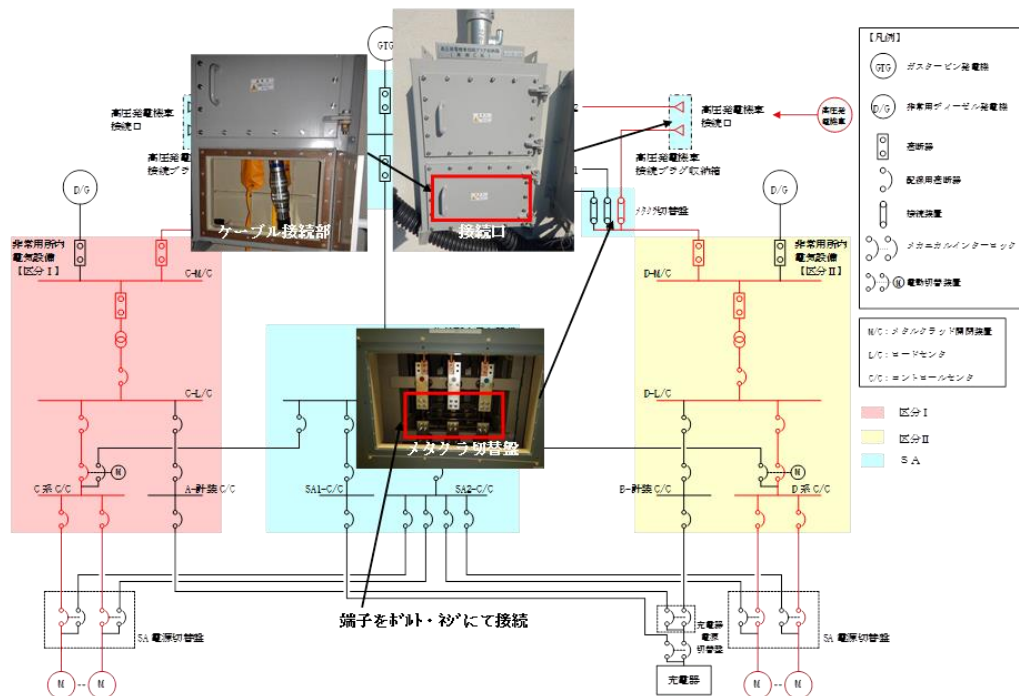 GTG
高圧発電機車
接続口
高圧発電機車
接続プラ
D/G
非常用所内
電気設備
【区分Ⅰ】
C-M/C
C-L/C
M
C系C/C
A-計装C/C
SA電源切替盤
M
M
ケーブル接続部
接続口
高圧発電機車
接続口
高圧発電機車
接続プラグ収納箱
高圧発
電機車
メタクラ切替盤
D/G
非常用所内
電気設備
【区分Ⅱ】
D-M/C
D-L/C
メタクラ切替盤
SA1-C/C
SA2-C/C
B-計装C/C
M
D系C/C
端子をボルト・ネジにて接続
充電器
電源
切替盤
充電器
SA電源切替盤
M
M
【凡例】
GTG
ガスタービン発電機
D/G
非常用ディーゼル発電機
遮断器
配線用遮断器
接続装置
メカニカルインターロック
M
電動切替装置
M/C：メタルクラッド開閉装置
L/C：ロードセンタ
C/C：コントロールセンタ
区分Ⅰ
区分Ⅱ
SA